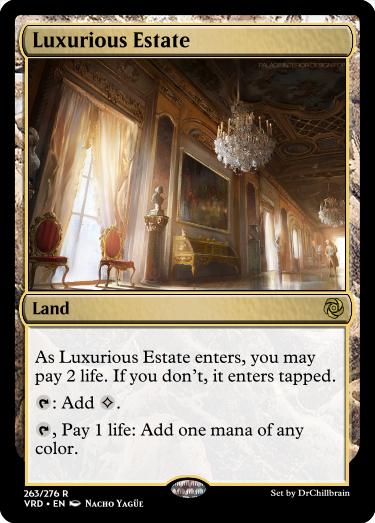 Luxurious Estate
Land
As Luxurious Estate enters, you may
pay 2 life. If you don't, it enters tapped.
: Add .
, Pay 1 life: Add one mana of any
color.
263/276 R
VRD • EN Nacho Yagüe
Set by DrChillbrain